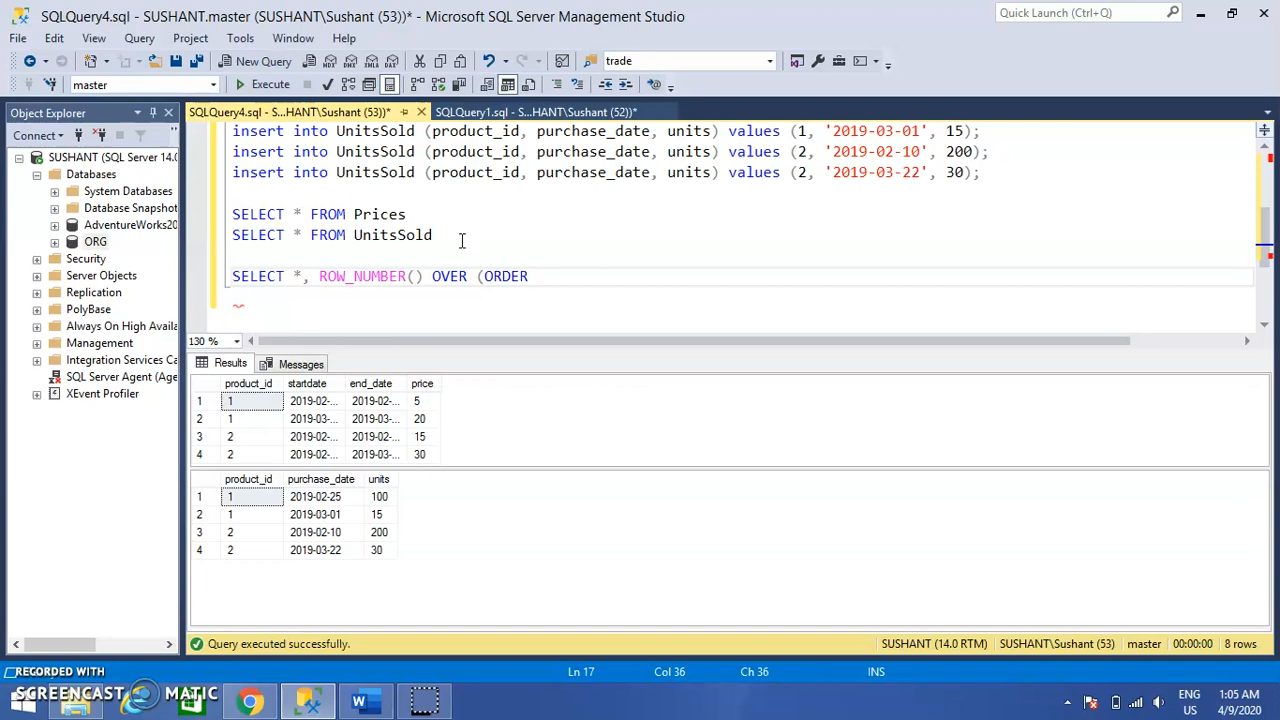 SQLQuery4.sql - SUSHANT.master (SUSHANT\Sushant (53))* - Microsoft SQL Server Management Studio
Quick Launch (Ctrl+Q)
File Edit View Query Project Tools Window Help
New Query trade
master Execute
Object Explorer
SQLQuery4.sql - S...HANT\Sushant (53))* SQLQuery1.sql - S...HANT\Sushant (52))*
Connect
SUSHANT (SQL Server 14.0
Databases
System Databases
Database Snapshot
AdventureWorks20
ORG
Security
Server Objects
Replication
PolyBase
Always On High Availa
Management
Integration Services Ca
SQL Server Agent (Age
XEvent Profiler
insert into UnitsSold (product_id, purchase_date, units) values (1, '2019-03-01', 15);
insert into UnitsSold (product_id, purchase_date, units) values (2, '2019-02-10', 200);
insert into UnitsSold (product_id, purchase_date, units) values (2, '2019-03-22', 30);
SELECT * FROM Prices
SELECT * FROM UnitsSold
SELECT *, ROW_NUMBER() OVER (ORDER
130 %
Results Messages
product_id startdate end_date price
1 1 2019-02-... 2019-02-... 5
2 1 2019-03-... 2019-03-... 20
3 2 2019-02-... 2019-02-... 15
4 2 2019-02-... 2019-03-... 30
product_id purchase_date units
1 1 2019-02-25 100
2 1 2019-03-01 15
3 2 2019-02-10 200
4 2 2019-03-22 30
Query executed successfully. SUSHANT (14.0 RTM) SUSHANT\Sushant (53) master 00:00:00 8 rows
Ln 17 Col 36 Ch 36 INS
RECORDED WITH
SCREENCAST MATIC
ENG
US
1:05 AM
4/9/2020